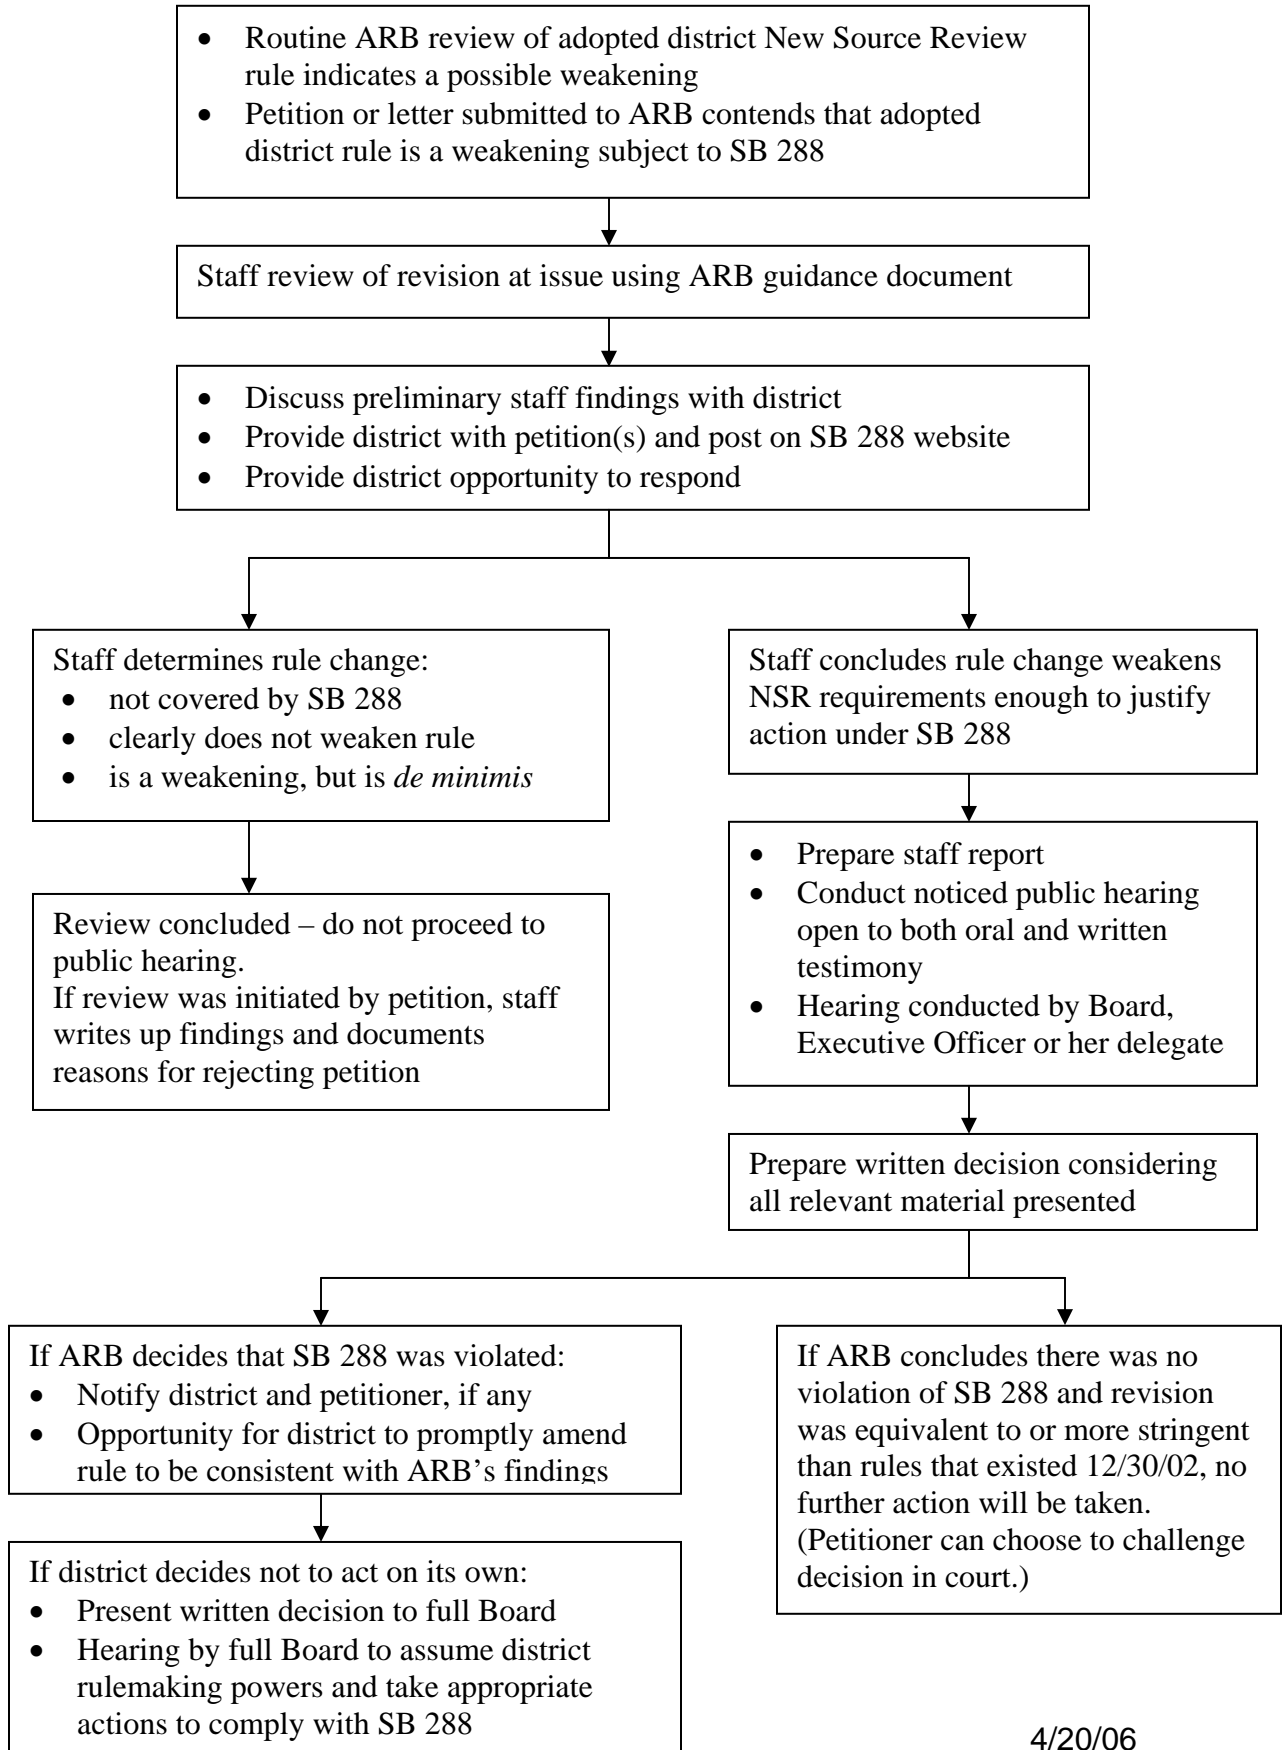 • Routine ARB review of adopted district New Source Review
rule indicates a possible weakening
• Petition or letter submitted to ARB contends that adopted
district rule is a weakening subject to SB 288
Staff review of revision at issue using ARB guidance document
• Discuss preliminary staff findings with district
• Provide district with petition(s) and post on SB 288 website
• Provide district opportunity to respond
Staff determines rule change:
• not covered by SB 288
• clearly does not weaken rule
• is a weakening, but is de minimis
Review concluded – do not proceed to
public hearing.
If review was initiated by petition, staff
writes up findings and documents
reasons for rejecting petition
Staff concludes rule change weakens
NSR requirements enough to justify
action under SB 288
• Prepare staff report
• Conduct noticed public hearing
open to both oral and written
testimony
• Hearing conducted by Board,
Executive Officer or her delegate
Prepare written decision considering
all relevant material presented
If ARB decides that SB 288 was violated:
• Notify district and petitioner, if any
• Opportunity for district to promptly amend
rule to be consistent with ARB’s findings
If district decides not to act on its own:
• Present written decision to full Board
• Hearing by full Board to assume district
rulemaking powers and take appropriate
actions to comply with SB 288
If ARB concludes there was no
violation of SB 288 and revision
was equivalent to or more stringent
than rules that existed 12/30/02, no
further action will be taken.
(Petitioner can choose to challenge
decision in court.)
4/20/06